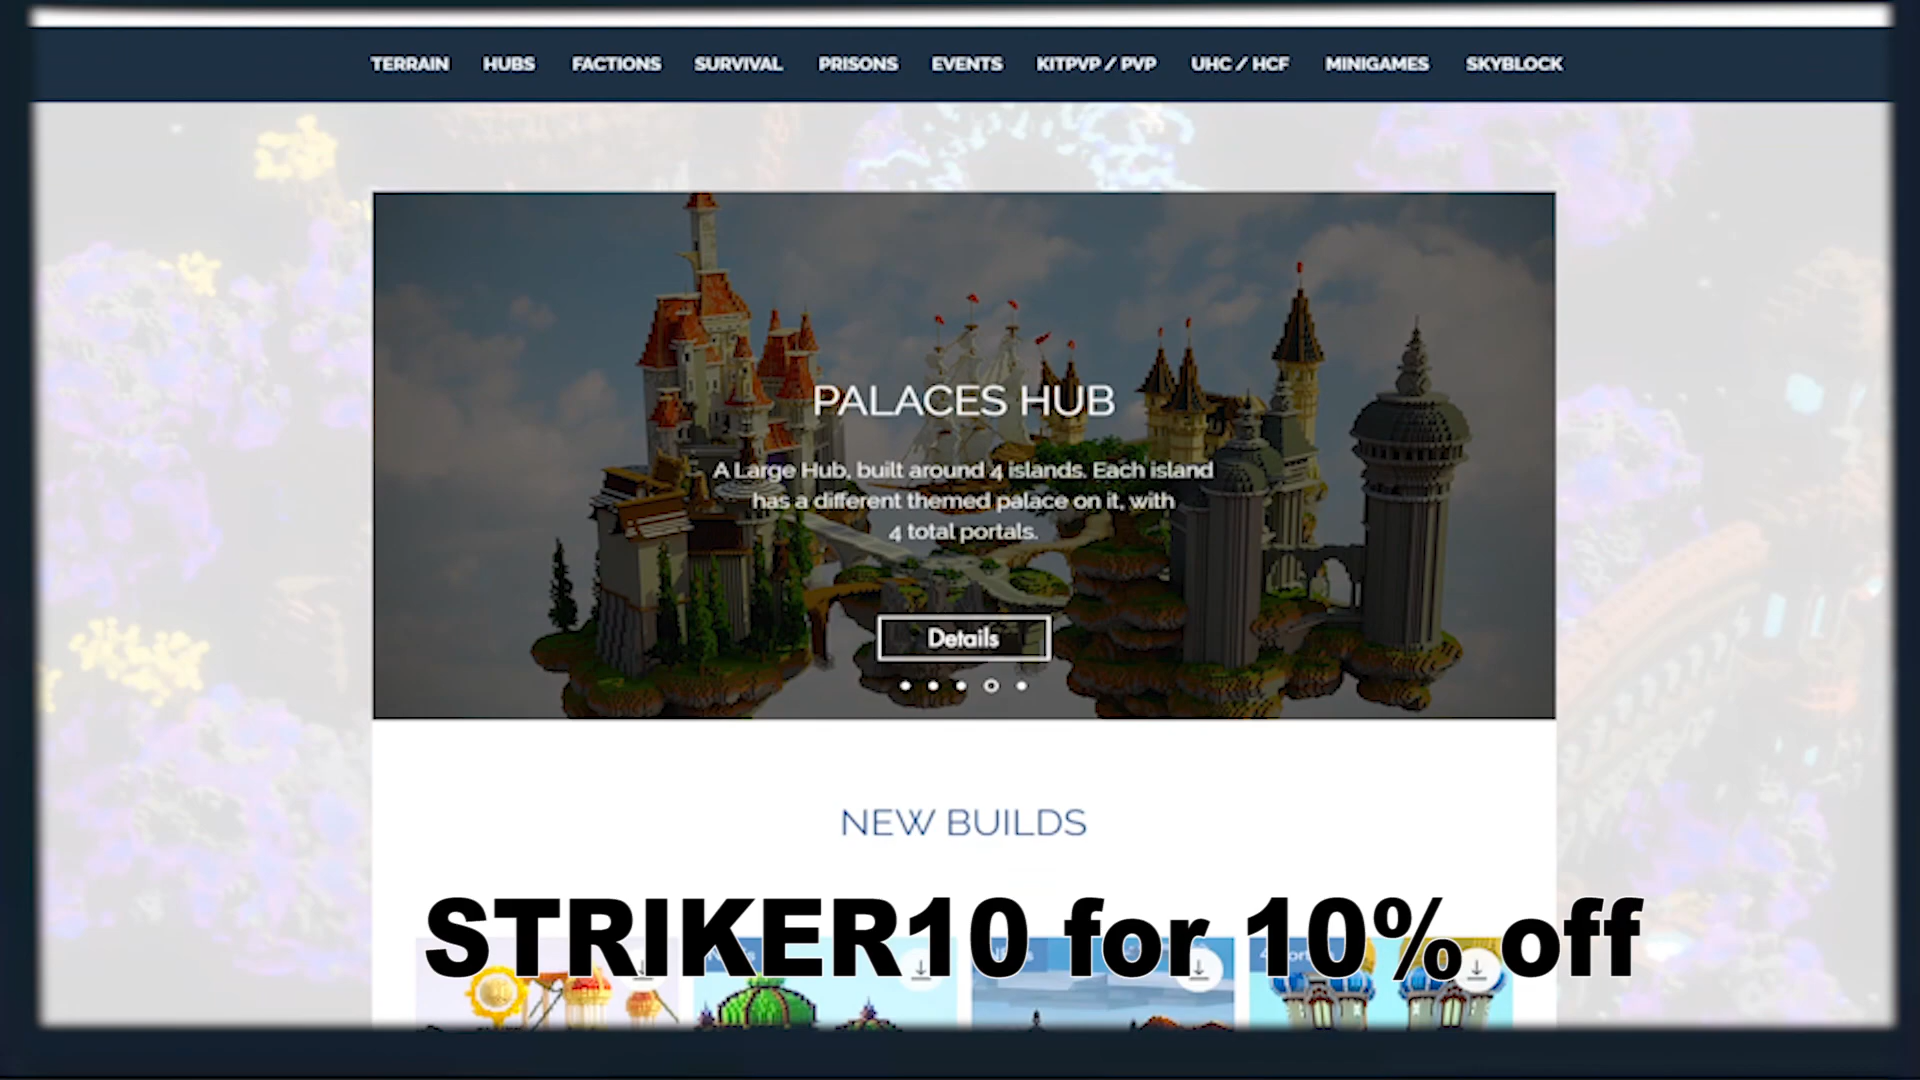 TERRAIN HUBS FACTIONS SURVIVAL PRISONS EVENTS KITPVP / PVP UHC / HCF MINIGAMES SKYBLOCK
PALACES HUB
A Large Hub, built around 4 islands. Each island
has a different themed palace on it, with
4 total portals.
Details
NEW BUILDS
STRIKER10 for 10% off